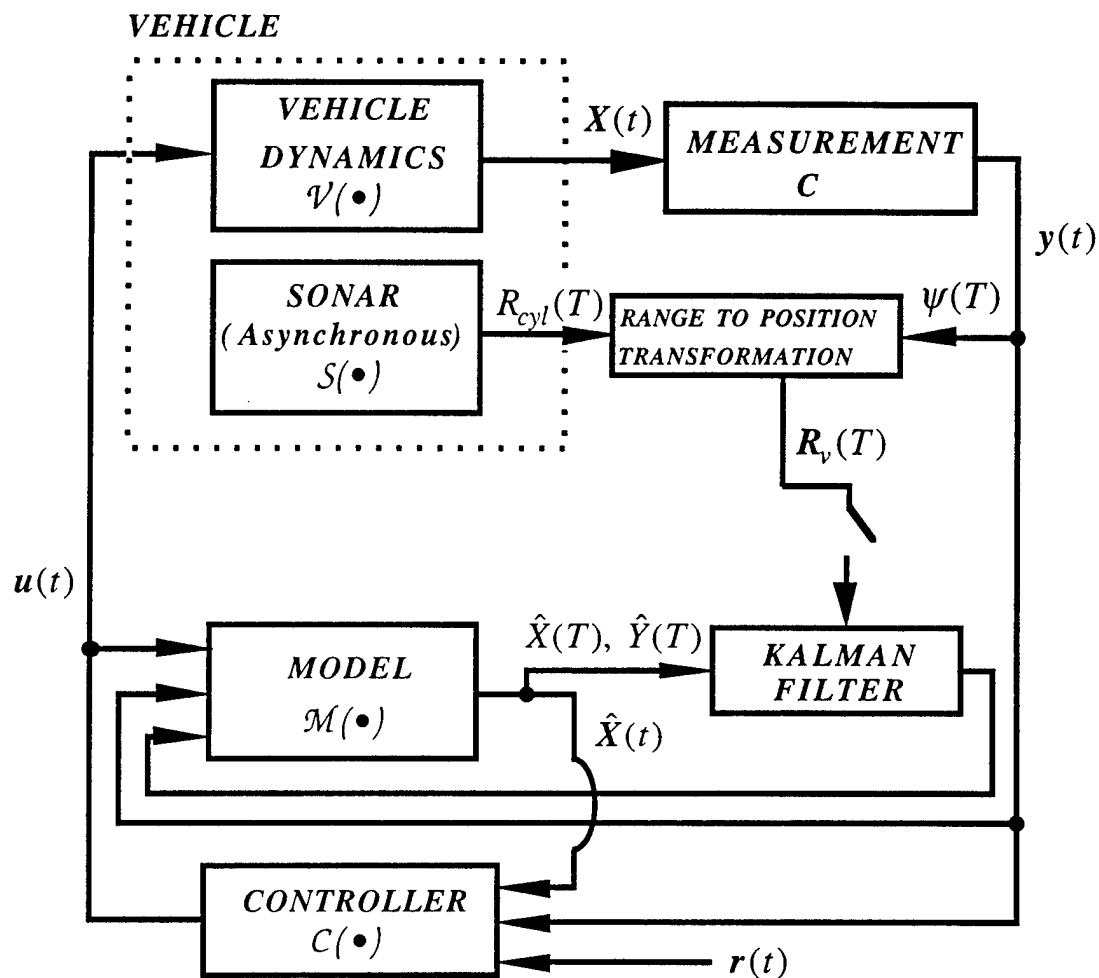 VEHICLE
VEHICLE
DYNAMICS
𝒱(•)
X(t)
MEASUREMENT
C
y(t)
SONAR
(Asynchronous)
𝒮(•)
R_cyl(T)
RANGE TO POSITION
TRANSFORMATION
ψ(T)
R_v(T)
u(t)
MODEL
ℳ(•)
X̂(T), Ŷ(T)
KALMAN
FILTER
X̂(t)
CONTROLLER
C(•)
r(t)